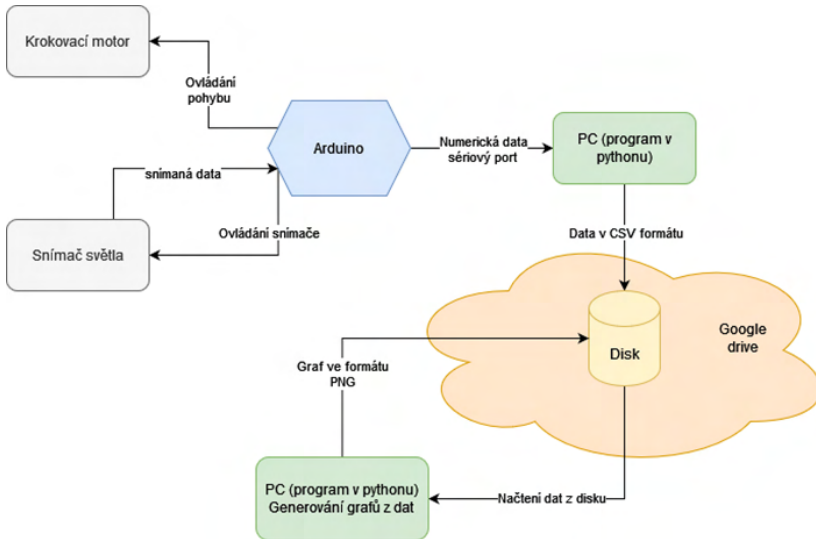 Krokovací motor
Ovládání
pohybu
Arduino
Numerická data
sériový port
PC (program v
pythonu)
snímaná data
Snímač světla
Ovládání snímače
Data v CSV formátu
Google
drive
Disk
Graf ve formátu
PNG
PC (program v pythonu)
Generování grafů z dat
Načtení dat z disku